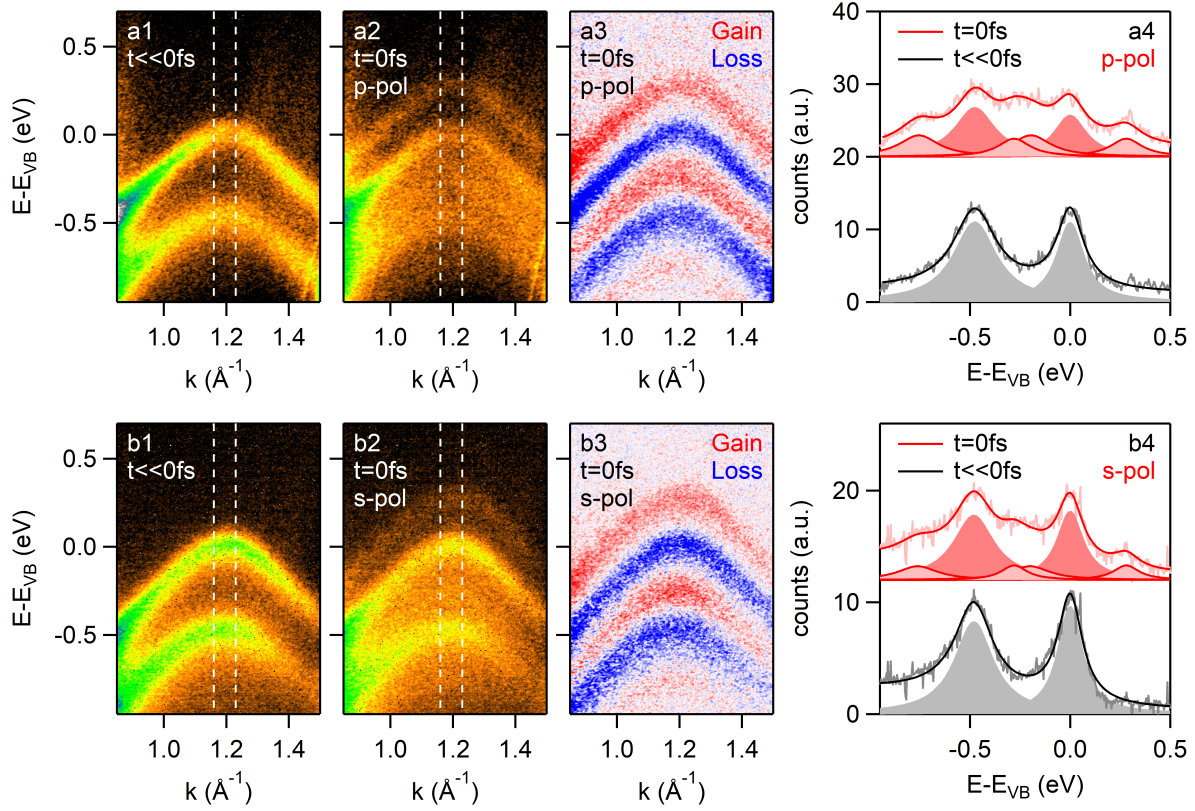 a1
t<<0fs
a2
t=0fs
p-pol
a3
t=0fs
p-pol
Gain
Loss
t=0fs
t<<0fs
a4
p-pol
E-E_VB (eV)
0.5
0.0
-0.5
1.0 1.2 1.4
k (Å⁻¹)
1.0 1.2 1.4
k (Å⁻¹)
1.0 1.2 1.4
k (Å⁻¹)
counts (a.u.)
40
30
20
10
0
-0.5 0.0 0.5
E-E_VB (eV)
b1
t<<0fs
b2
t=0fs
s-pol
b3
t=0fs
s-pol
Gain
Loss
t=0fs
t<<0fs
b4
s-pol
E-E_VB (eV)
0.5
0.0
-0.5
1.0 1.2 1.4
k (Å⁻¹)
1.0 1.2 1.4
k (Å⁻¹)
1.0 1.2 1.4
k (Å⁻¹)
counts (a.u.)
20
10
0
-0.5 0.0 0.5
E-E_VB (eV)